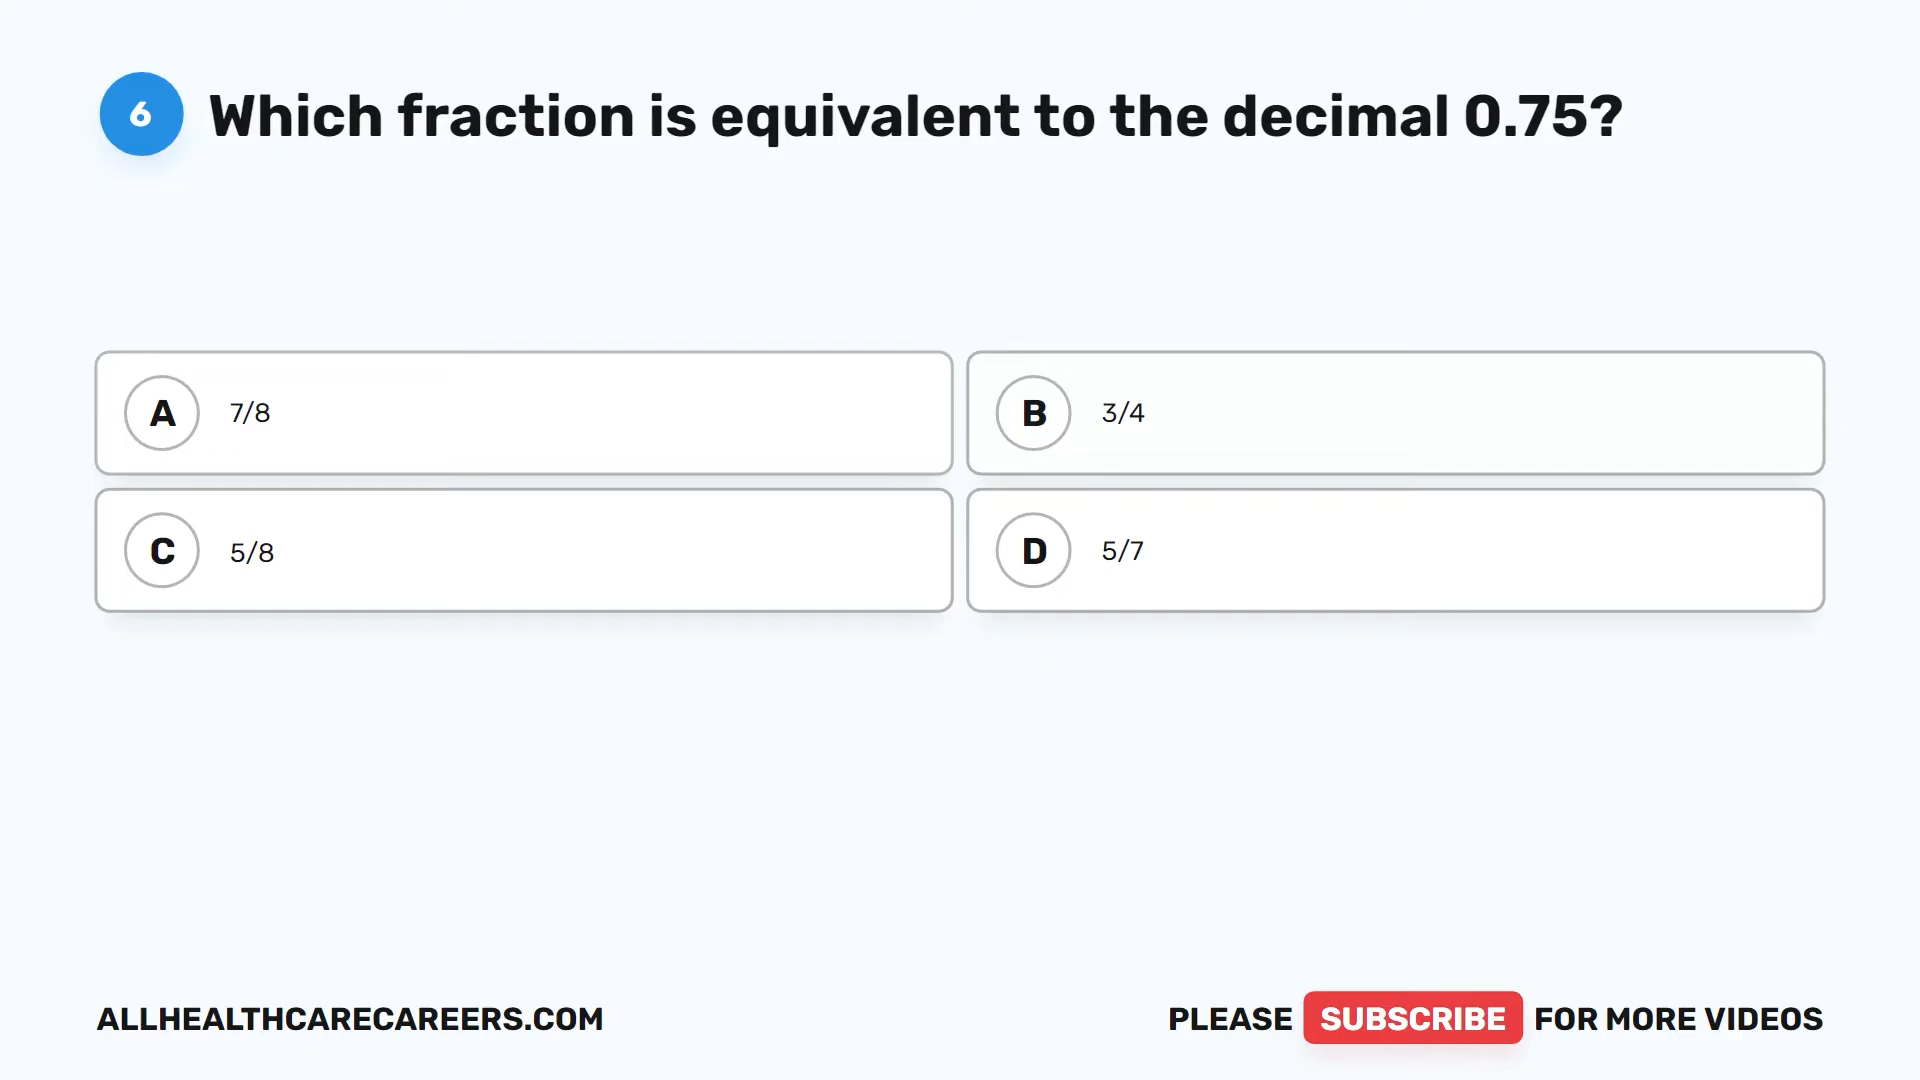 6 Which fraction is equivalent to the decimal 0.75?
A 7/8
B 3/4
C 5/8
D 5/7
ALLHEALTHCARECAREERS.COM
PLEASE SUBSCRIBE FOR MORE VIDEOS